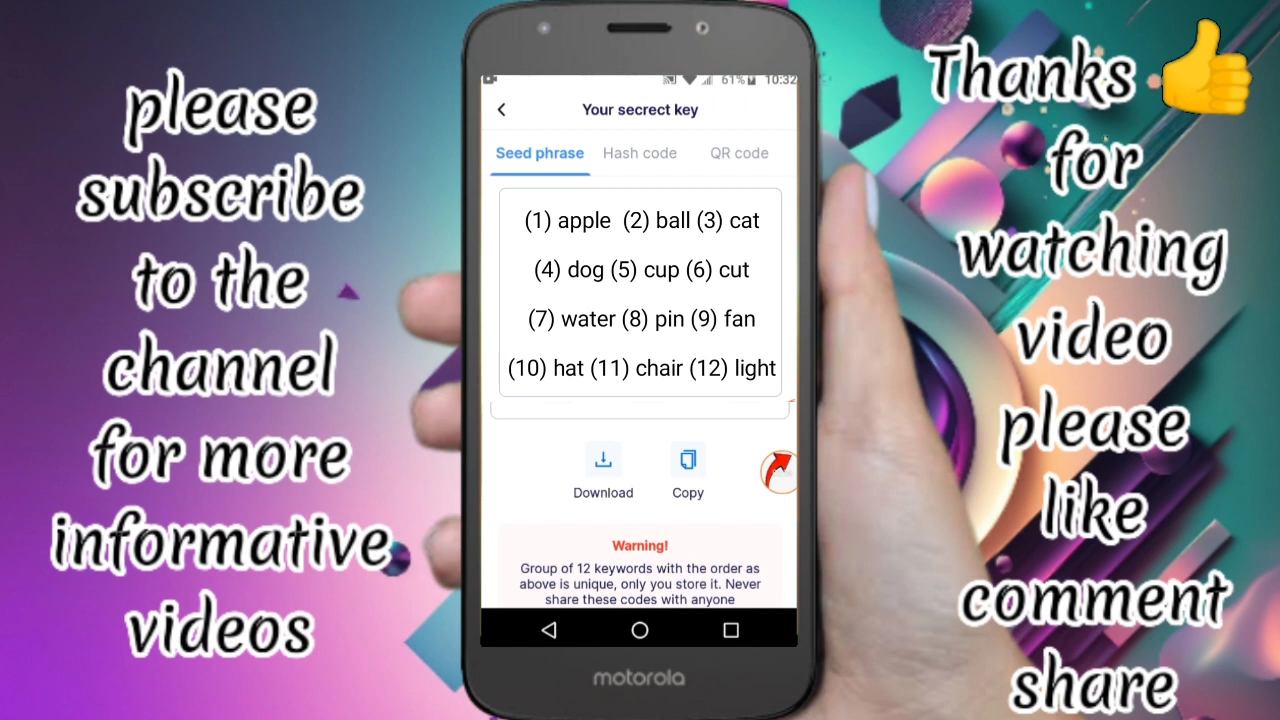 please
subscribe
to the
channel
for more
informative
videos
61% 10:32
Your secrect key
Seed phrase Hash code QR code
(1) apple (2) ball (3) cat
(4) dog (5) cup (6) cut
(7) water (8) pin (9) fan
(10) hat (11) chair (12) light
Download Copy
Warning!
Group of 12 keywords with the order as
above is unique, only you store it. Never
share these codes with anyone
motorola
Thanks 👍
for
watching
video
please
like
comment
share